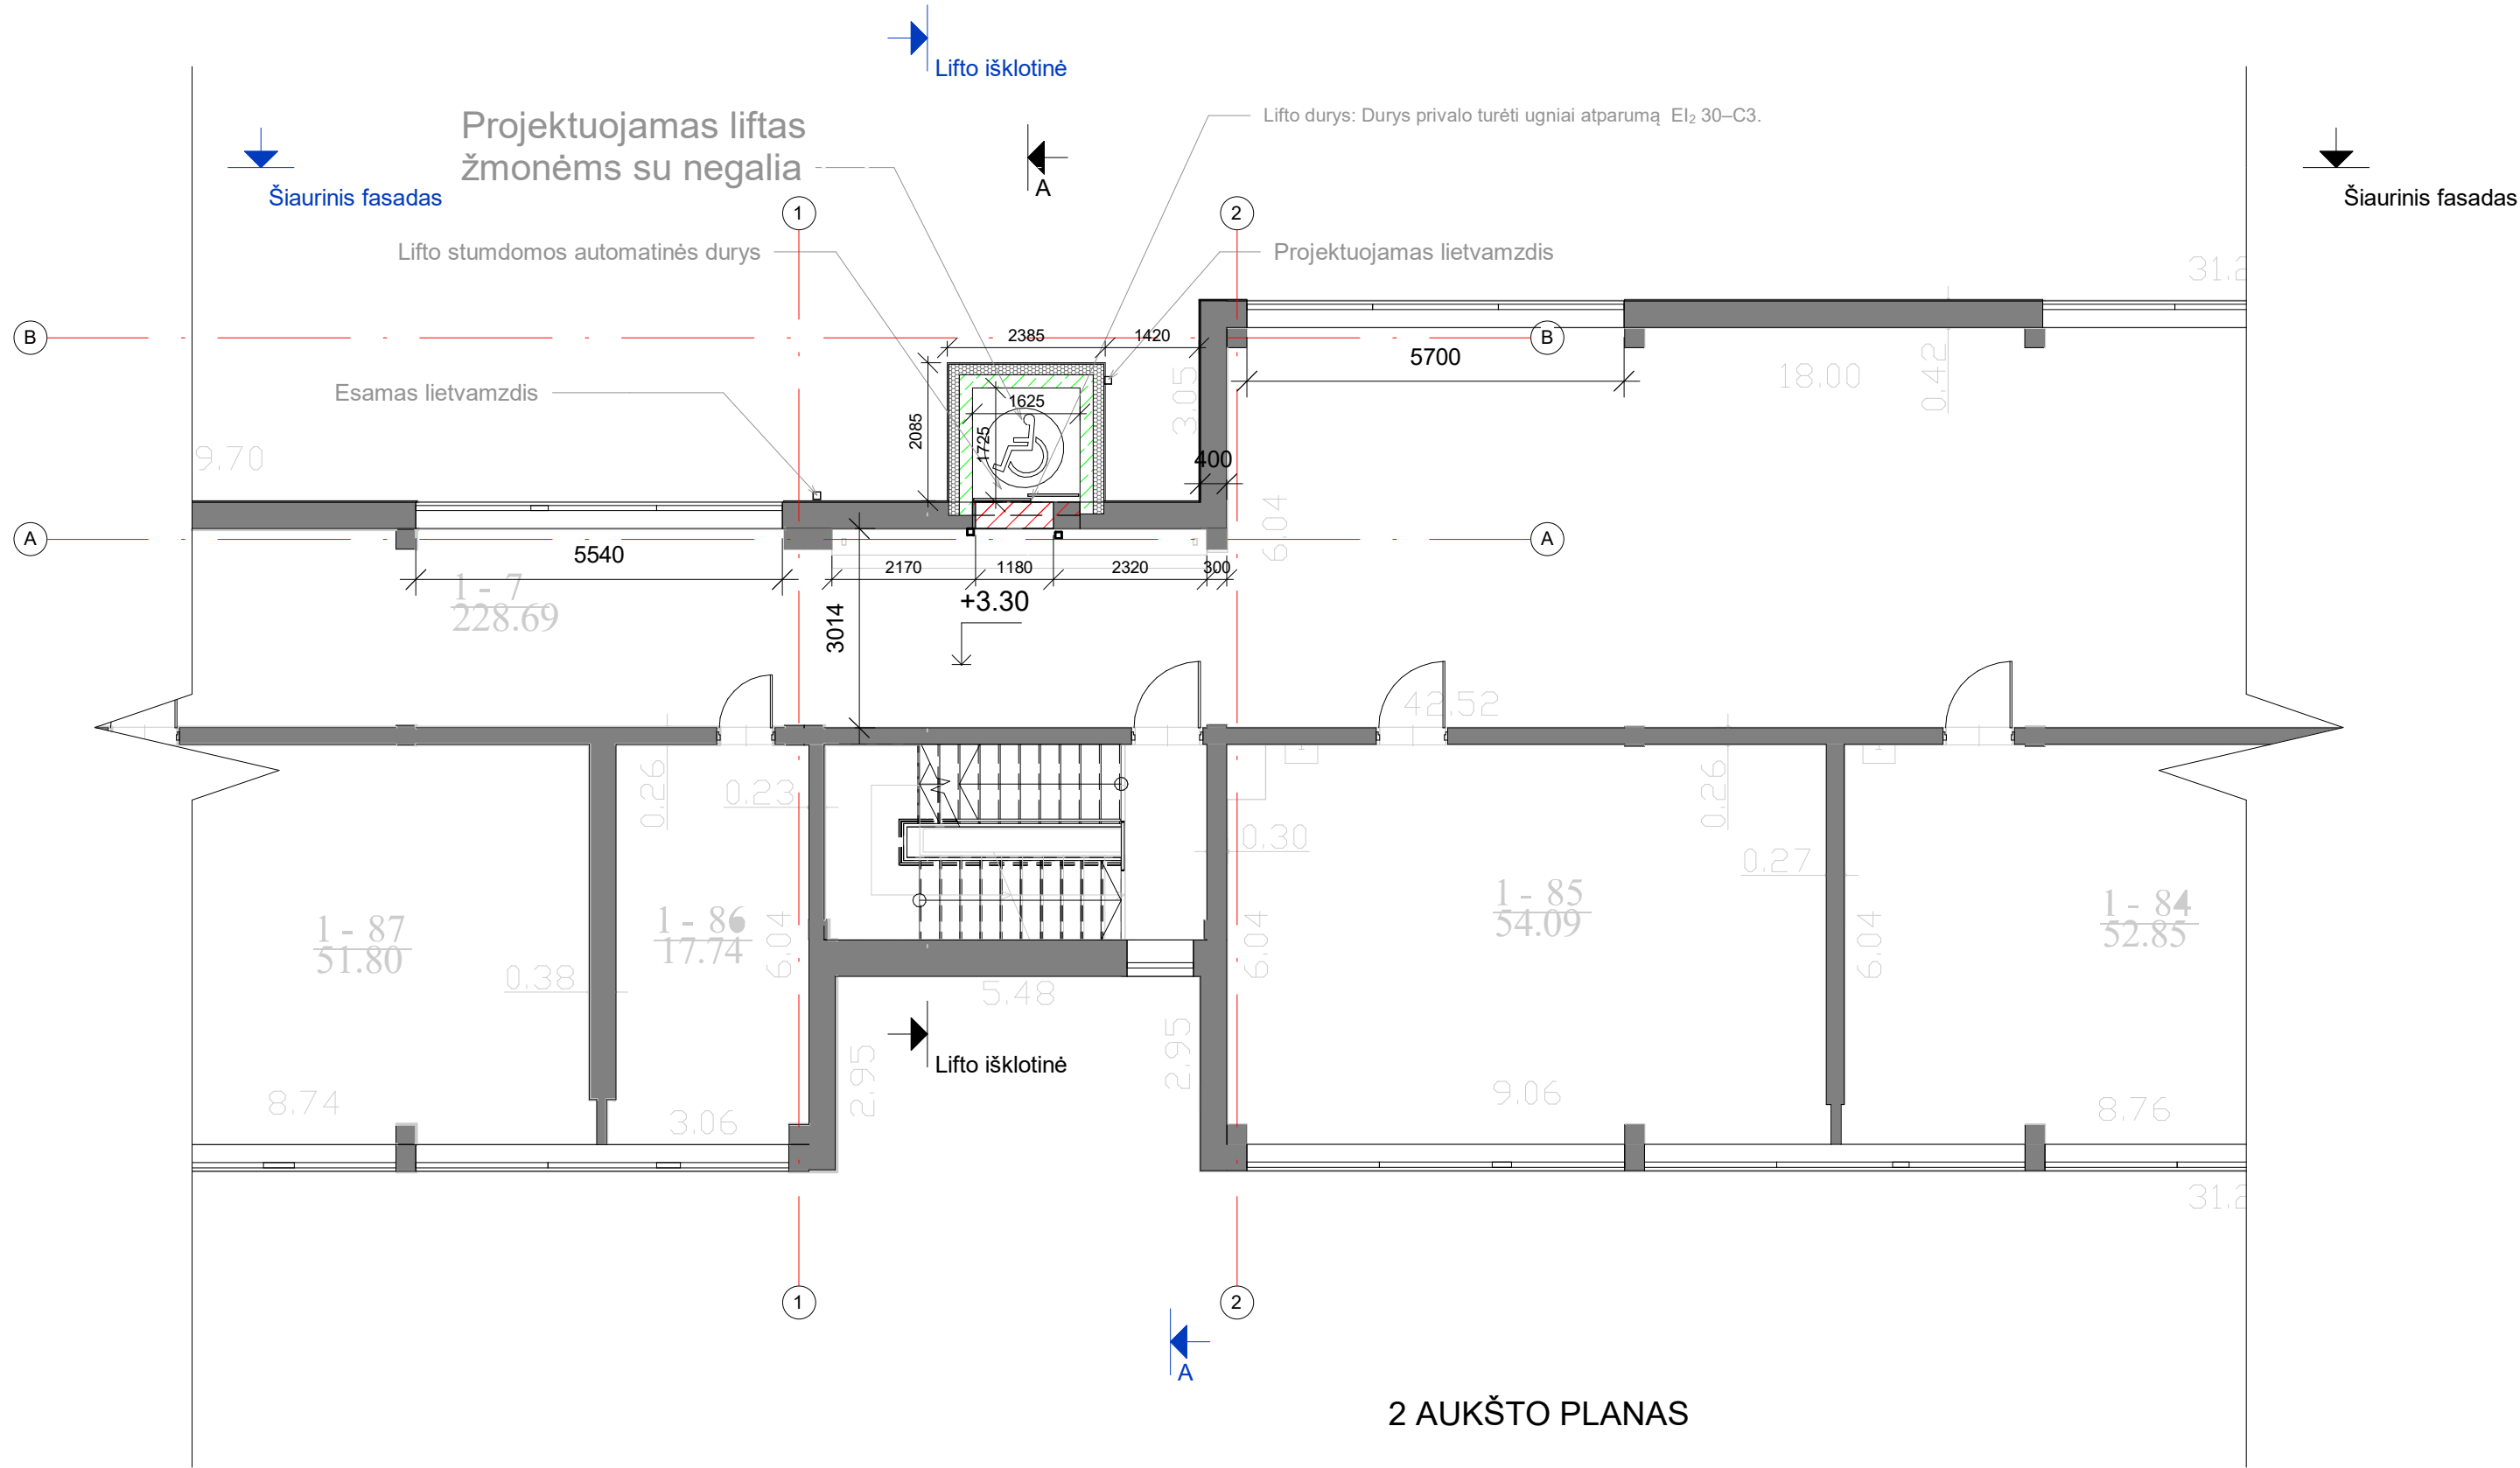 Lifto išklotinė
Projektuojamas liftas
žmonėms su negalia
Lifto durys: Durys privalo turėti ugniai atparumą EI₂ 30–C3.
Šiaurinis fasadas
A
Šiaurinis fasadas
1
2
Lifto stumdomos automatinės durys
Projektuojamas lietvamzdis
B
2385
1420
B
5700
18.00
0.42
3.05
Esamas lietvamzdis
1625
2085
1725
9.70
400
6.04
A
A
5540
2170
1180
2320
300
1 - 7
228.69
+3.30
3014
42.52
0.26
0.23
0.26
0.30
0.27
1 - 87
51.80
1 - 86
17.74
6.04
6.04
1 - 85
54.09
6.04
1 - 84
52.85
0.38
5.48
2.95
2.95
Lifto išklotinė
8.74
3.06
9.06
8.76
1
2
A
2 AUKŠTO PLANAS